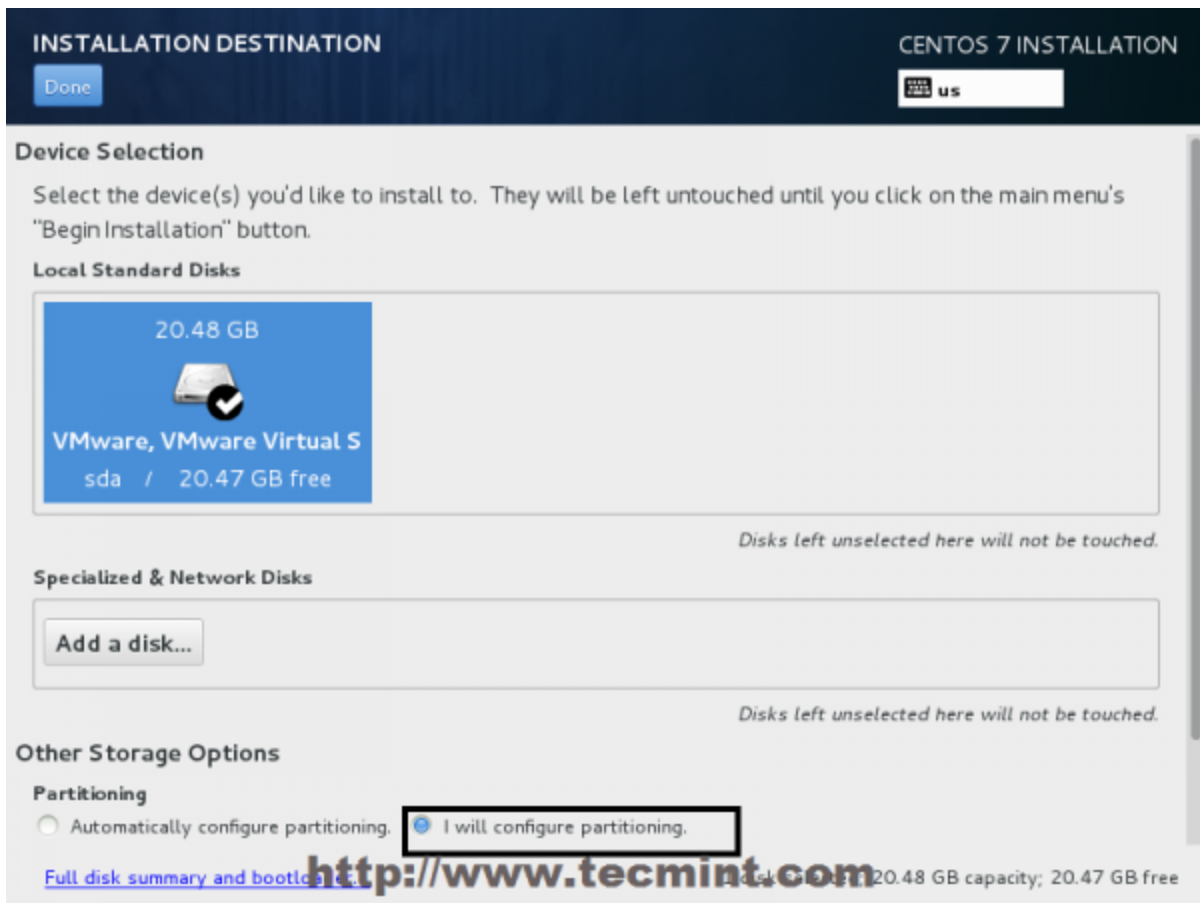 INSTALLATION DESTINATION
CENTOS 7 INSTALLATION
Done
us
Device Selection
Select the device(s) you'd like to install to. They will be left untouched until you click on the main menu's
"Begin Installation" button.
Local Standard Disks
20.48 GB
VMware, VMware Virtual S
sda / 20.47 GB free
Disks left unselected here will not be touched.
Specialized & Network Disks
Add a disk...
Disks left unselected here will not be touched.
Other Storage Options
Partitioning
Automatically configure partitioning.
I will configure partitioning.
Full disk summary and
http://www.tecmint.com
20.48 GB capacity; 20.47 GB free